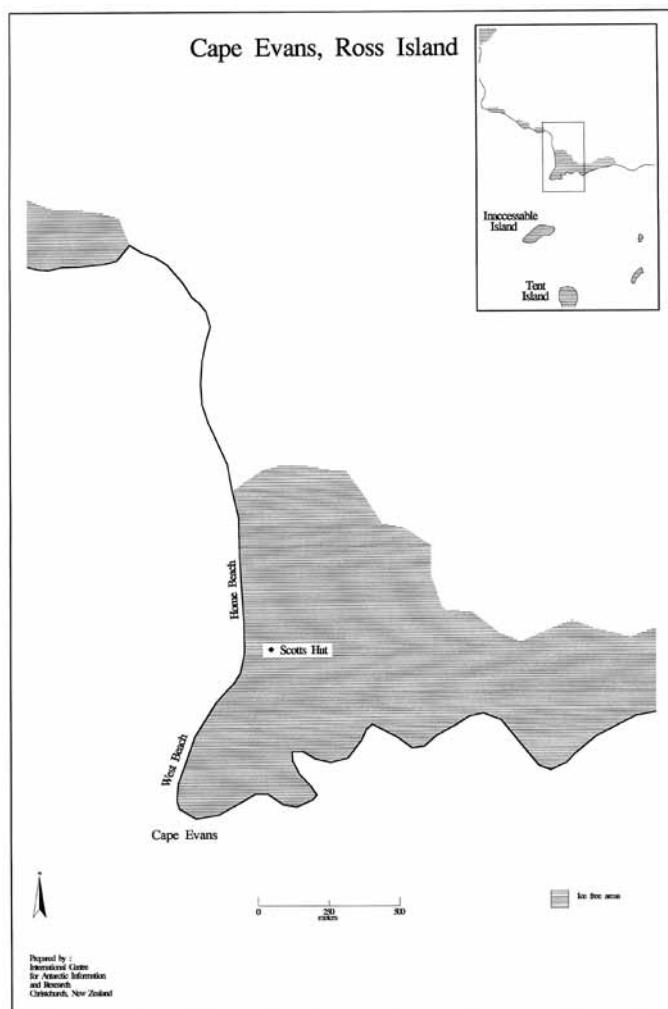 Cape Evans, Ross Island
Inaccessable
Island
Tent
Island
Home Beach
Scotts Hut
West Beach
Cape Evans
0 250 500
meters
Ice free areas
Prepared by :
International Centre
for Antarctic Information
and Research
Christchurch, New Zealand